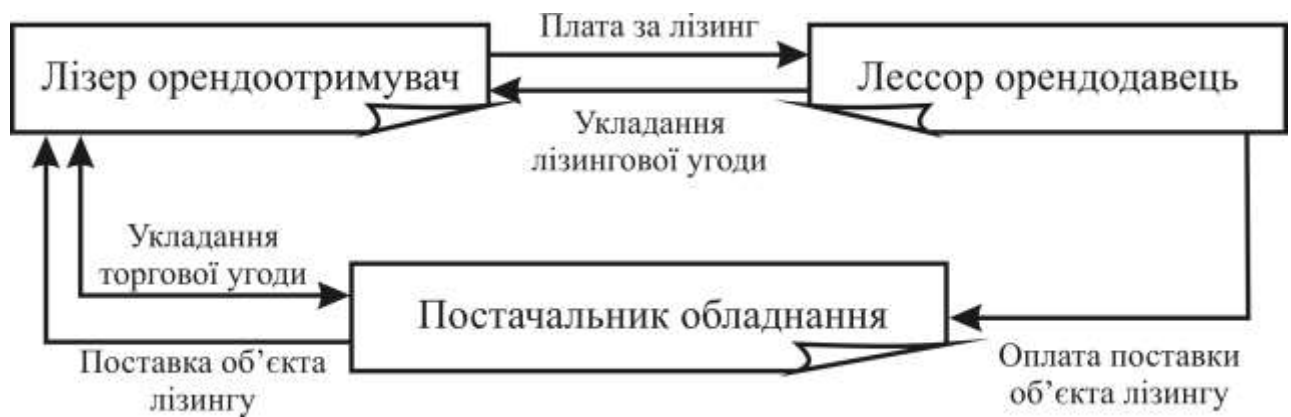 Плата за лізинг
Лізер орендоотримувач
Лессор орендодавець
Укладання
лізингової угоди
Укладання
торгової угоди
Постачальник обладнання
Поставка об’єкта
лізингу
Оплата поставки
об’єкта лізингу